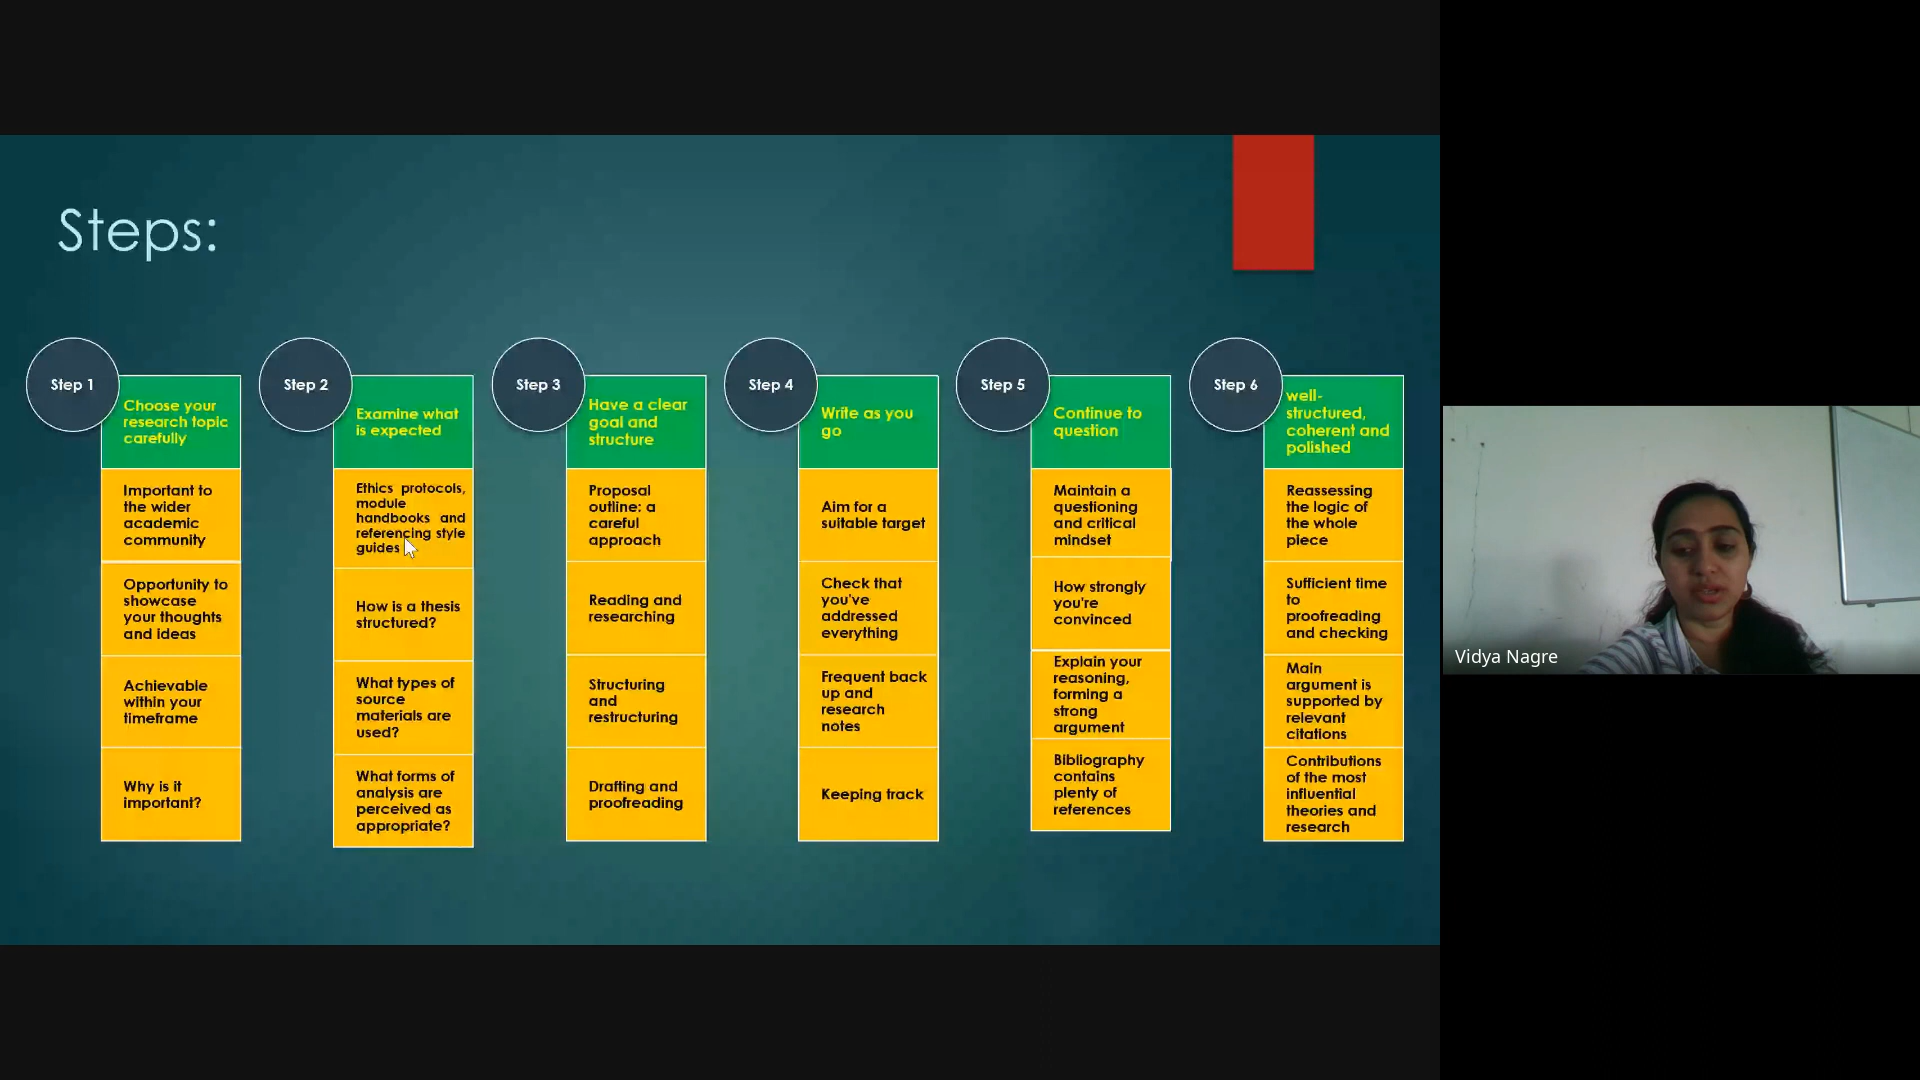 Steps:
Step 1
Choose your
research topic
carefully
Important to
the wider
academic
community
Opportunity to
showcase
your thoughts
and ideas
Achievable
within your
timeframe
Why is it
important?
Step 2
Examine what
is expected
Ethics protocols,
module
handbooks and
referencing style
guides
How is a thesis
structured?
What types of
source
materials are
used?
What forms of
analysis are
perceived as
appropriate?
Step 3
Have a clear
goal and
structure
Proposal
outline: a
careful
approach
Reading and
researching
Structuring
and
restructuring
Drafting and
proofreading
Step 4
Write as you
go
Aim for a
suitable target
Check that
you've
addressed
everything
Frequent back
up and
research
notes
Keeping track
Step 5
Continue to
question
Maintain a
questioning
and critical
mindset
How strongly
you're
convinced
Explain your
reasoning,
forming a
strong
argument
Bibliography
contains
plenty of
references
Step 6
well-
structured,
coherent and
polished
Reassessing
the logic of
the whole
piece
Sufficient time
to
proofreading
and checking
Main
argument is
supported by
relevant
citations
Contributions
of the most
influential
theories and
research
Vidya Nagre